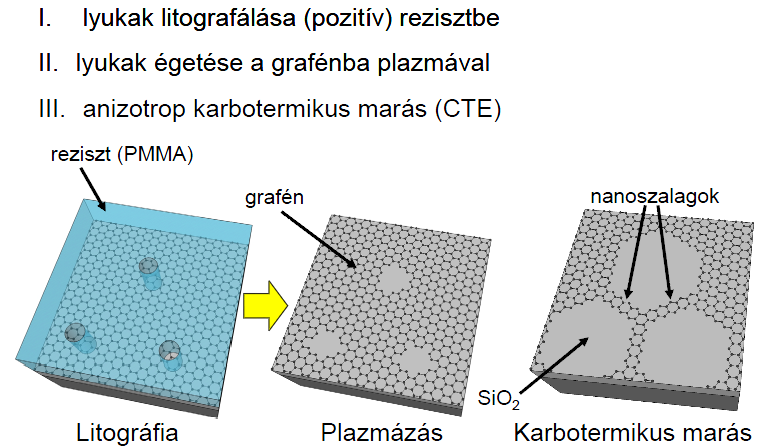 I. lyukak litografálása (pozitív) rezisztbe
II. lyukak égetése a grafénba plazmával
III. anizotrop karbotermikus marás (CTE)
reziszt (PMMA)
grafén
nanoszalagok
SiO₂
Litográfia
Plazmázás
Karbotermikus marás